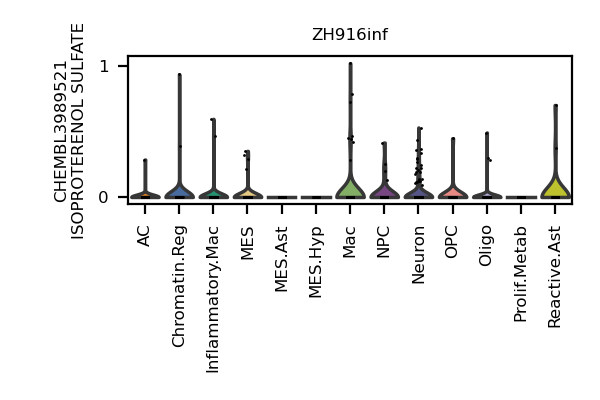 ZH916inf
CHEMBL3989521
ISOPROTERENOL SULFATE
1
0
AC
Chromatin.Reg
Inflammatory.Mac
MES
MES.Ast
MES.Hyp
Mac
NPC
Neuron
OPC
Oligo
Prolif.Metab
Reactive.Ast